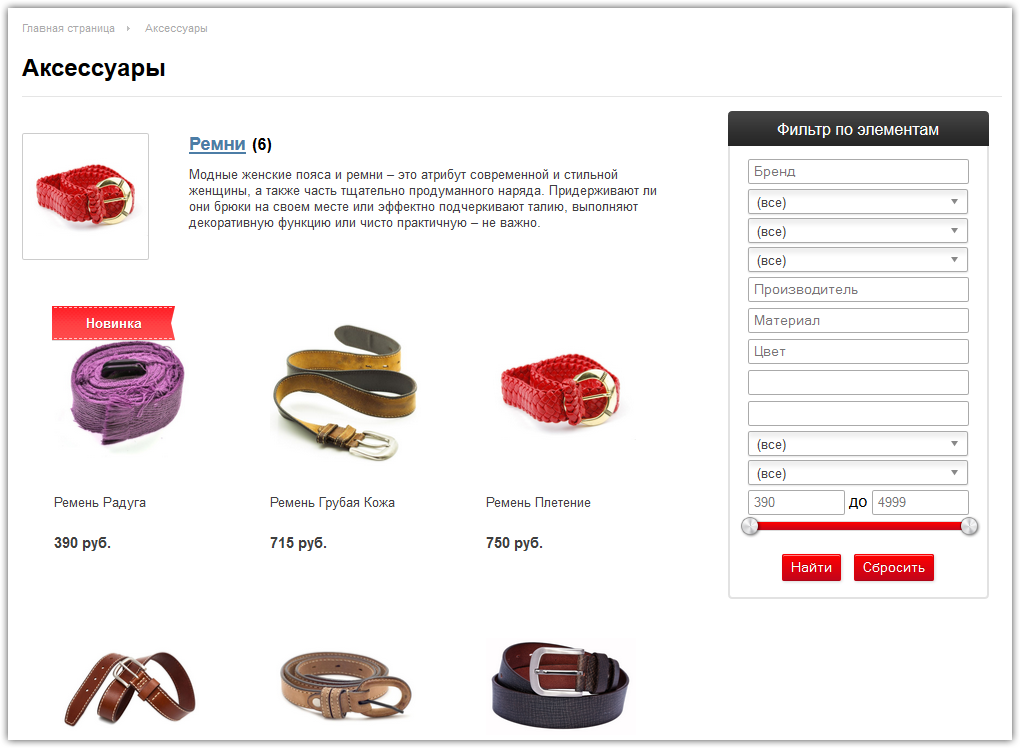 Главная страница Аксессуары
Аксессуары
Ремни (6)
Модные женские пояса и ремни – это атрибут современной и стильной
женщины, а также часть тщательно продуманного наряда. Придерживают ли
они брюки на своем месте или эффектно подчеркивают талию, выполняют
декоративную функцию или чисто практичную – не важно.
Новинка
Ремень Радуга
390 руб.
Ремень Грубая Кожа
715 руб.
Ремень Плетение
750 руб.
Фильтр по элементам
Бренд
(все)
(все)
(все)
Производитель
Материал
Цвет
(все)
(все)
390 до 4999
Найти Сбросить